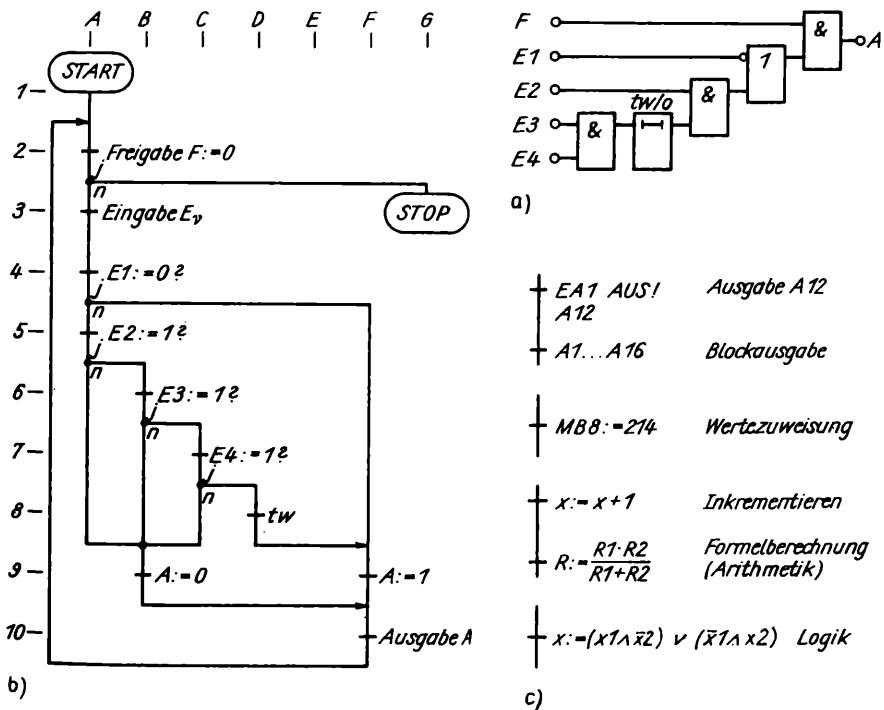 A B C D E F G
START
1
2
Freigabe F:=0
j
n
STOP
3
Eingabe Eν
4
E1:=0?
j
n
5
E2:=1?
j
n
6
E3:=1?
j
n
7
E4:=1?
j
n
8
tw
9
A:=0
A:=1
10
Ausgabe A
b)
F
E1
E2
E3
E4
&
tw/o
&
1
&
A
a)
EA1 AUS! Ausgabe A12
A12
A1...A16 Blockausgabe
MB8:=214 Wertezuweisung
x:=x+1 Inkrementieren
R:=R1·R2/R1+R2 Formelberechnung
(Arithmetik)
x:=(x1∧x̄2) ∨ (x̄1∧x2) Logik
c)